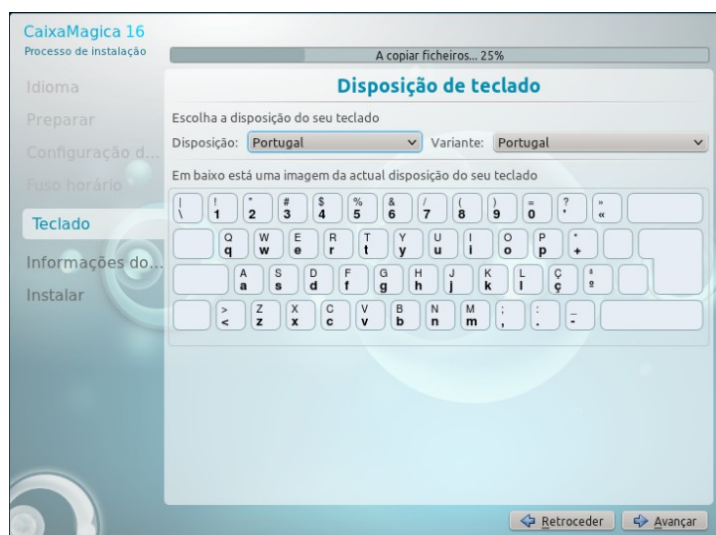 CaixaMagica 16
Processo de instalação
A copiar ficheiros... 25%
Idioma
Preparar
Configuração d...
Fuso horário
Teclado
Informações do...
Instalar
Disposição de teclado
Escolha a disposição do seu teclado
Disposição: Portugal Variante: Portugal
Em baixo está uma imagem da actual disposição do seu teclado
| ! " # $ % & / ( ) = ? »
\ 1 2 3 4 5 6 7 8 9 0 ' «
Q W E R T Y U I O P *
q w e r t y u i o p +
A S D F G H J K L Ç ª
a s d f g h j k l ç º
> Z X C V B N M ; : _
< z x c v b n m , . -
Retroceder Avançar